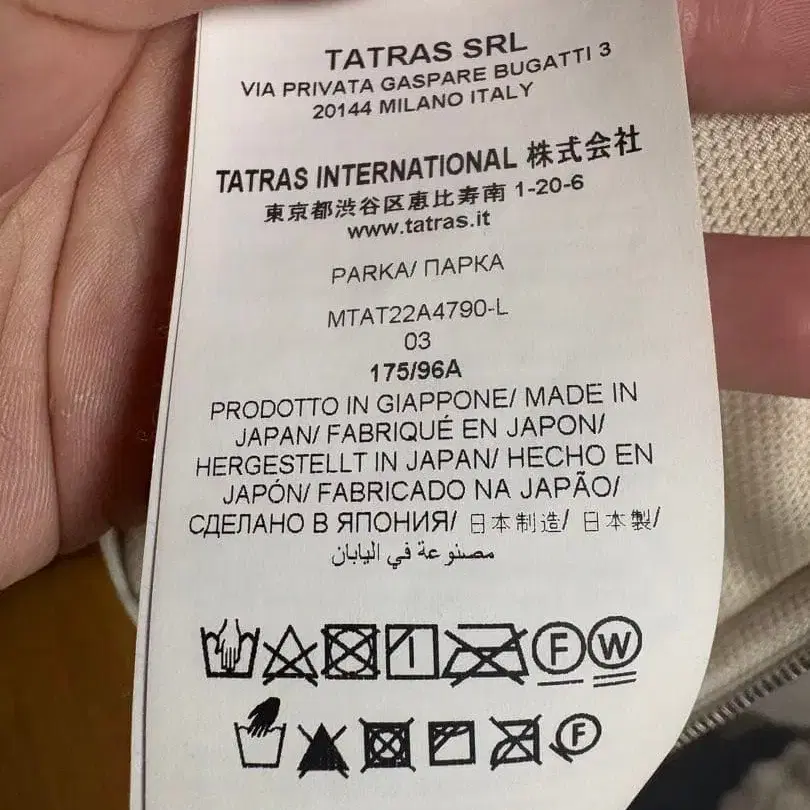 TATRAS SRL
VIA PRIVATA GASPARE BUGATTI 3
20144 MILANO ITALY
TATRAS INTERNATIONAL 株式会社
東京都渋谷区恵比寿南 1-20-6
www.tatras.it
PARKA/ ПАРКА
MTAT22A4790-L
03
175/96A
PRODOTTO IN GIAPPONE/ MADE IN
JAPAN/ FABRIQUÉ EN JAPON/
HERGESTELLT IN JAPAN/ HECHO EN
JAPÓN/ FABRICADO NA JAPÃO/
СДЕЛАНО В ЯПОНИЯ/ 日本制造/ 日本製/
مصنوعة في اليابان
F W
F